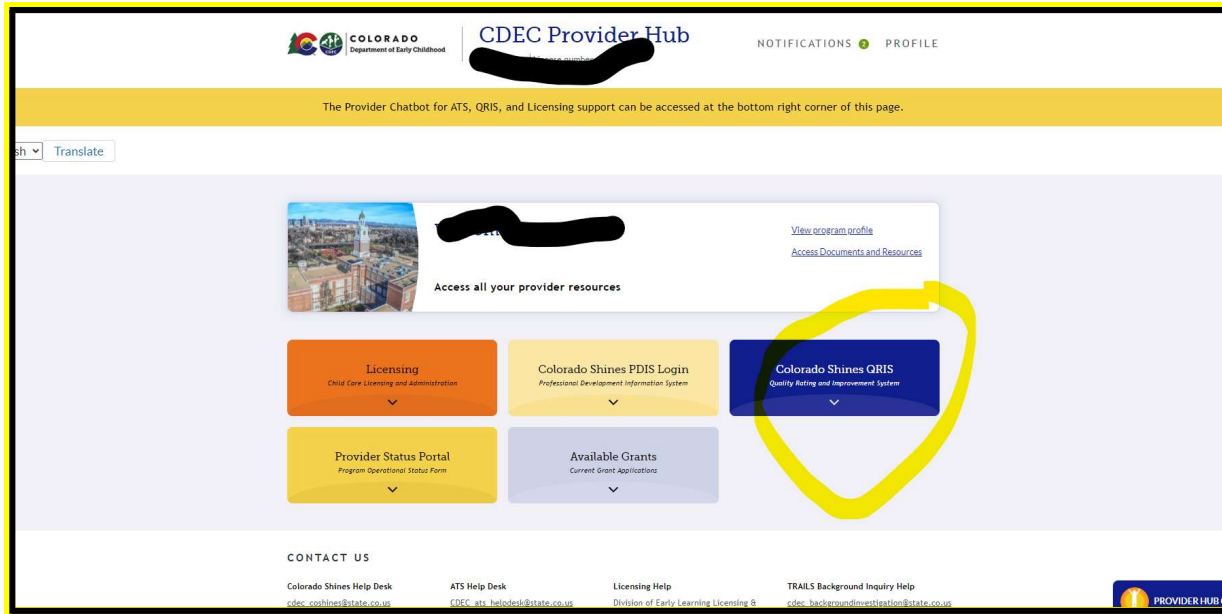 COLORADO
Department of Early Childhood
CDEC
CDEC Provider Hub
NOTIFICATIONS 2 PROFILE
The Provider Chatbot for ATS, QRIS, and Licensing support can be accessed at the bottom right corner of this page.
sh Translate
View program profile
Access Documents and Resources
Access all your provider resources
Licensing
Child Care Licensing and Administration
Colorado Shines PDIS Login
Professional Development Information System
Colorado Shines QRIS
Quality Rating and Improvement System
Provider Status Portal
Program Operational Status Form
Available Grants
Current Grant Applications
CONTACT US
Colorado Shines Help Desk
cdec_coshines@state.co.us
ATS Help Desk
CDEC_ats_helpdesk@state.co.us
Licensing Help
Division of Early Learning Licensing &
TRAILS Background Inquiry Help
cdec_backgroundinvestigation@state.co.us
PROVIDER HUB